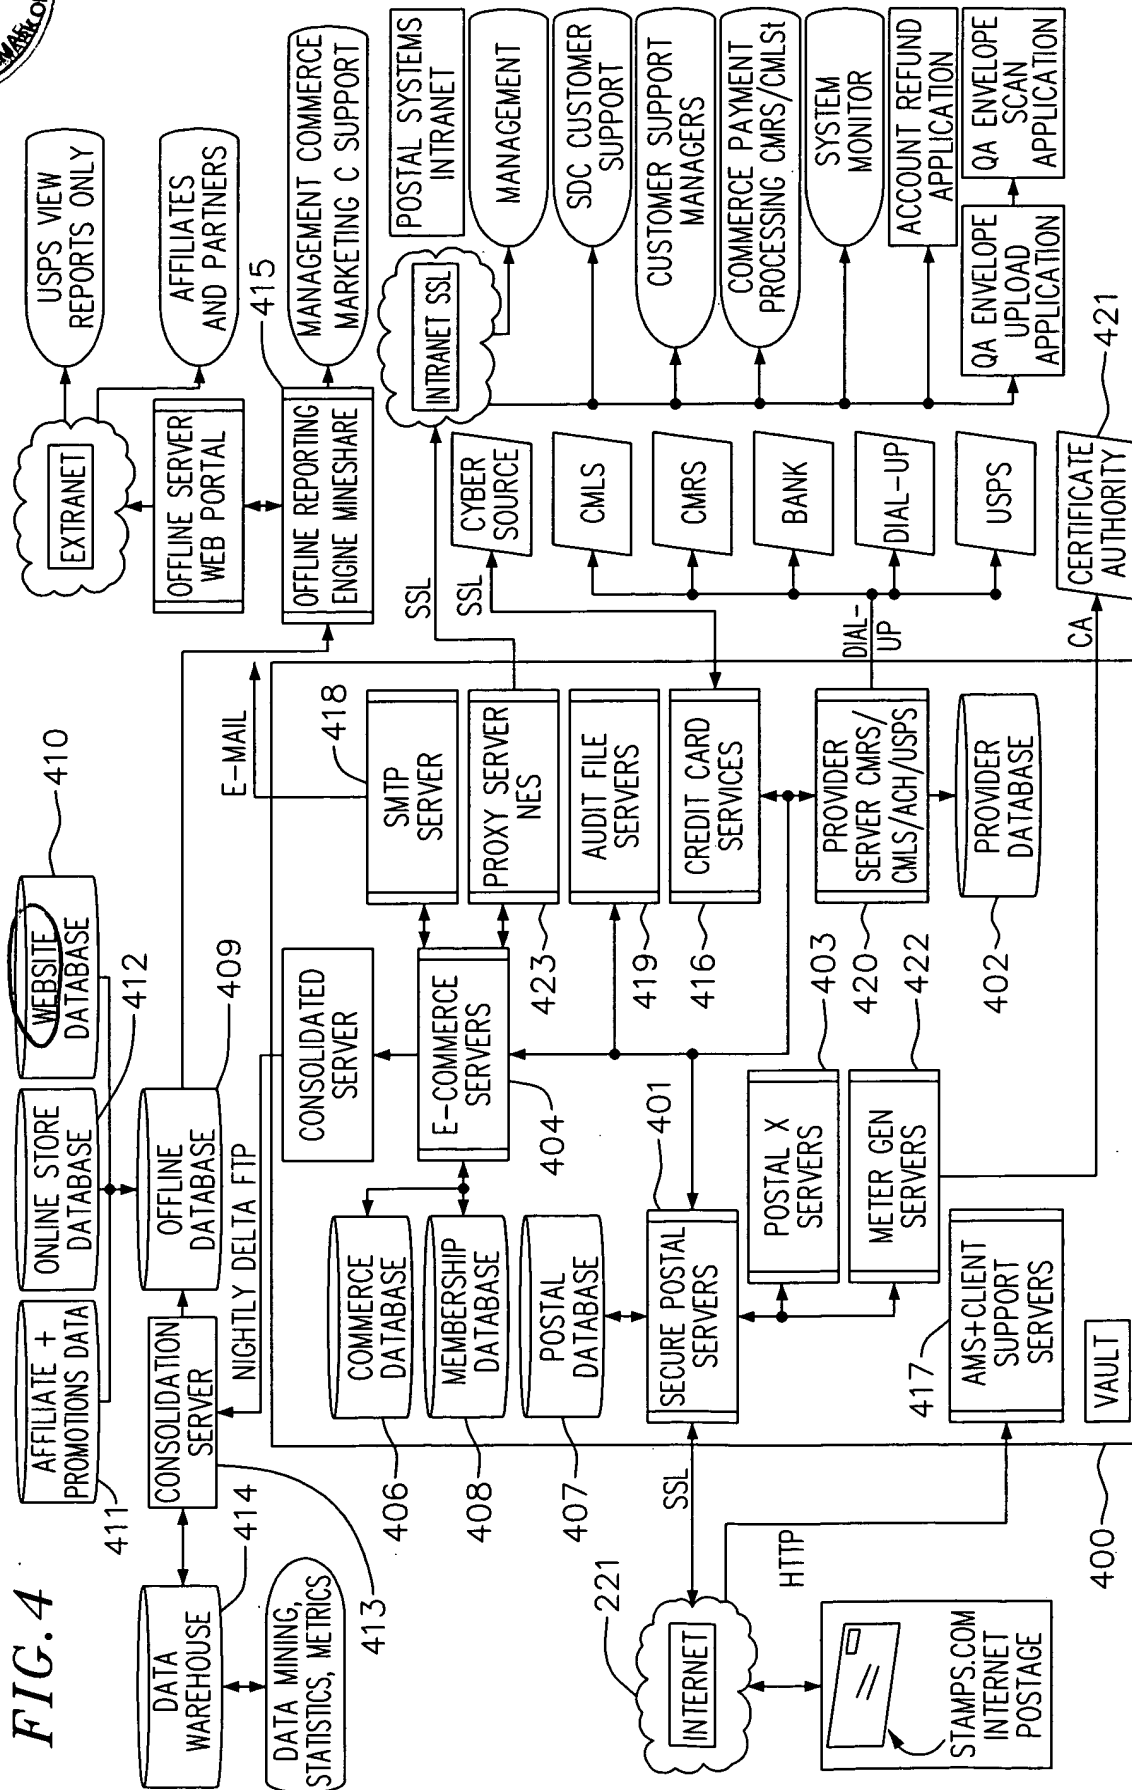 FIG. 4
DATA
WAREHOUSE
414
DATA MINING,
STATISTICS, METRICS
413
AFFILIATE +
PROMOTIONS DATA
411
ONLINE STORE
DATABASE
412
WEBSITE
DATABASE
410
CONSOLIDATION
SERVER
OFFLINE
DATABASE
409
NIGHTLY DELTA FTP
E-MAIL
EXTRANET
USPS VIEW
REPORTS ONLY
AFFILIATES
AND PARTNERS
OFFLINE SERVER
WEB PORTAL
OFFLINE REPORTING
ENGINE MINESHARE
415
MANAGEMENT COMMERCE
MARKETING C SUPPORT
CONSOLIDATED
SERVER
COMMERCE
DATABASE
406
MEMBERSHIP
DATABASE
408
POSTAL
DATABASE
407
E-COMMERCE
SERVERS
404
SMTP
SERVER
418
PROXY SERVER
NES
423
AUDIT FILE
SERVERS
419
CREDIT CARD
SERVICES
416
SSL
SSL
INTRANET SSL
POSTAL SYSTEMS
INTRANET
MANAGEMENT
SDC CUSTOMER
SUPPORT
CUSTOMER SUPPORT
MANAGERS
COMMERCE PAYMENT
PROCESSING CMRS/CMLSt
SYSTEM
MONITOR
ACCOUNT REFUND
APPLICATION
QA ENVELOPE
UPLOAD
APPLICATION
QA ENVELOPE
SCAN
APPLICATION
CYBER
SOURCE
CMLS
CMRS
BANK
DIAL-UP
USPS
CERTIFICATE
AUTHORITY
421
221
INTERNET
SSL
HTTP
STAMPS.COM
INTERNET
POSTAGE
SECURE POSTAL
SERVERS
401
POSTAL X
SERVERS
403
METER GEN
SERVERS
422
PROVIDER
SERVER CMRS/
CMLS/ACH/USPS
420
DIAL-
UP
PROVIDER
DATABASE
402
CA
AMS+CLIENT
SUPPORT
SERVERS
417
VAULT
400